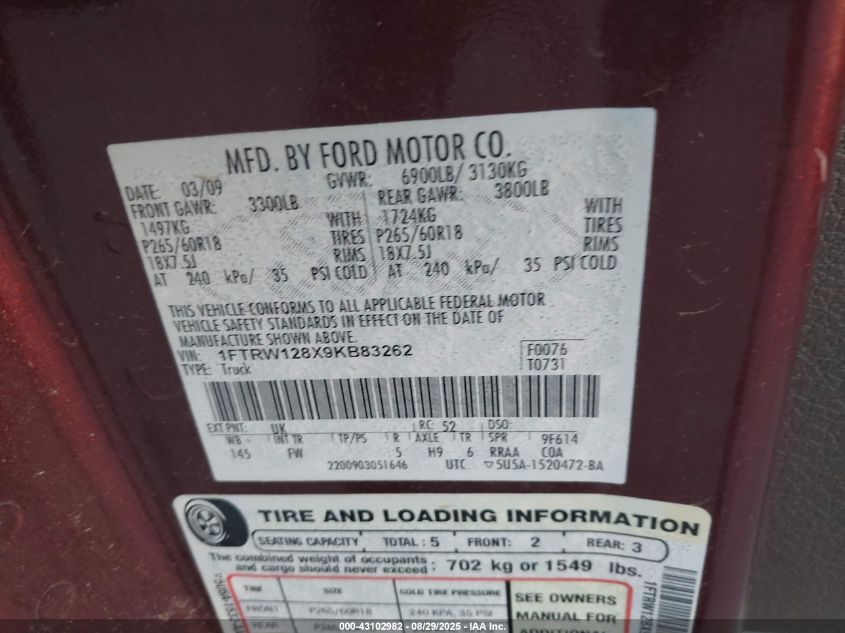 MFD. BY FORD MOTOR CO.
DATE: 03/09 GVWR: 6900LB/ 3130KG
FRONT GAWR: 3300LB REAR GAWR: 3800LB
1497KG WITH 1724KG WITH
P265/60R18 TIRES P265/60R18 TIRES
18X7.5J RIMS 18X7.5J RIMS
AT 240 kPa/ 35 PSI COLD AT 240 kPa/ 35 PSI COLD
THIS VEHICLE CONFORMS TO ALL APPLICABLE FEDERAL MOTOR
VEHICLE SAFETY STANDARDS IN EFFECT ON THE DATE OF
MANUFACTURE SHOWN ABOVE.
VIN: 1FTRW128X9KB83262 F0076
TYPE: Truck T0731
EXT PNT: UK RC: 52 DSO:
WB INT TR TP/PS R AXLE TR SPR 9F614
145 FW 5 H9 6 RRAA COA
2200903051646 UTC ▽5U5A-1520472-BA
TIRE AND LOADING INFORMATION
SEATING CAPACITY TOTAL: 5 FRONT: 2 REAR: 3
The combined weight of occupants
and cargo should never exceed: 702 kg or 1549 lbs.
TIRE SIZE COLD TIRE PRESSURE SEE OWNERS
FRONT P265/60R18 240 KPA, 35 PSI MANUAL FOR
REAR ADDITIONAL
1FTRW128X
000-43102982 - 08/29/2025 - IAAI.COM